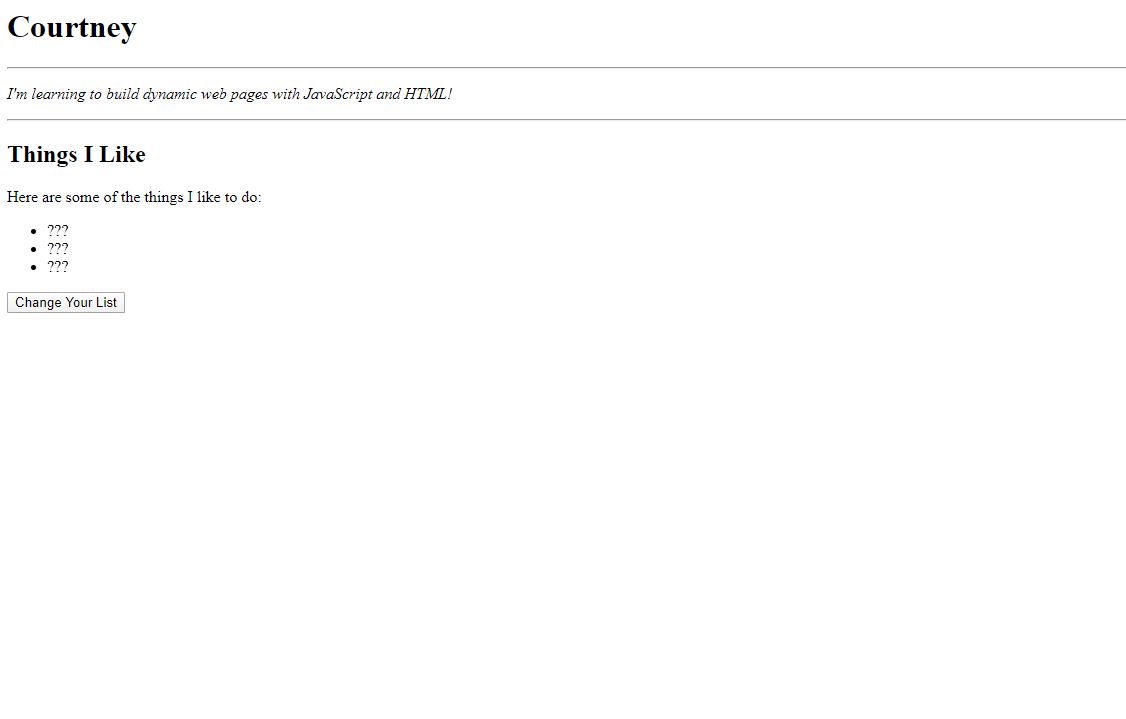 Courtney
I'm learning to build dynamic web pages with JavaScript and HTML!
Things I Like
Here are some of the things I like to do:
• ???
• ???
• ???
Change Your List